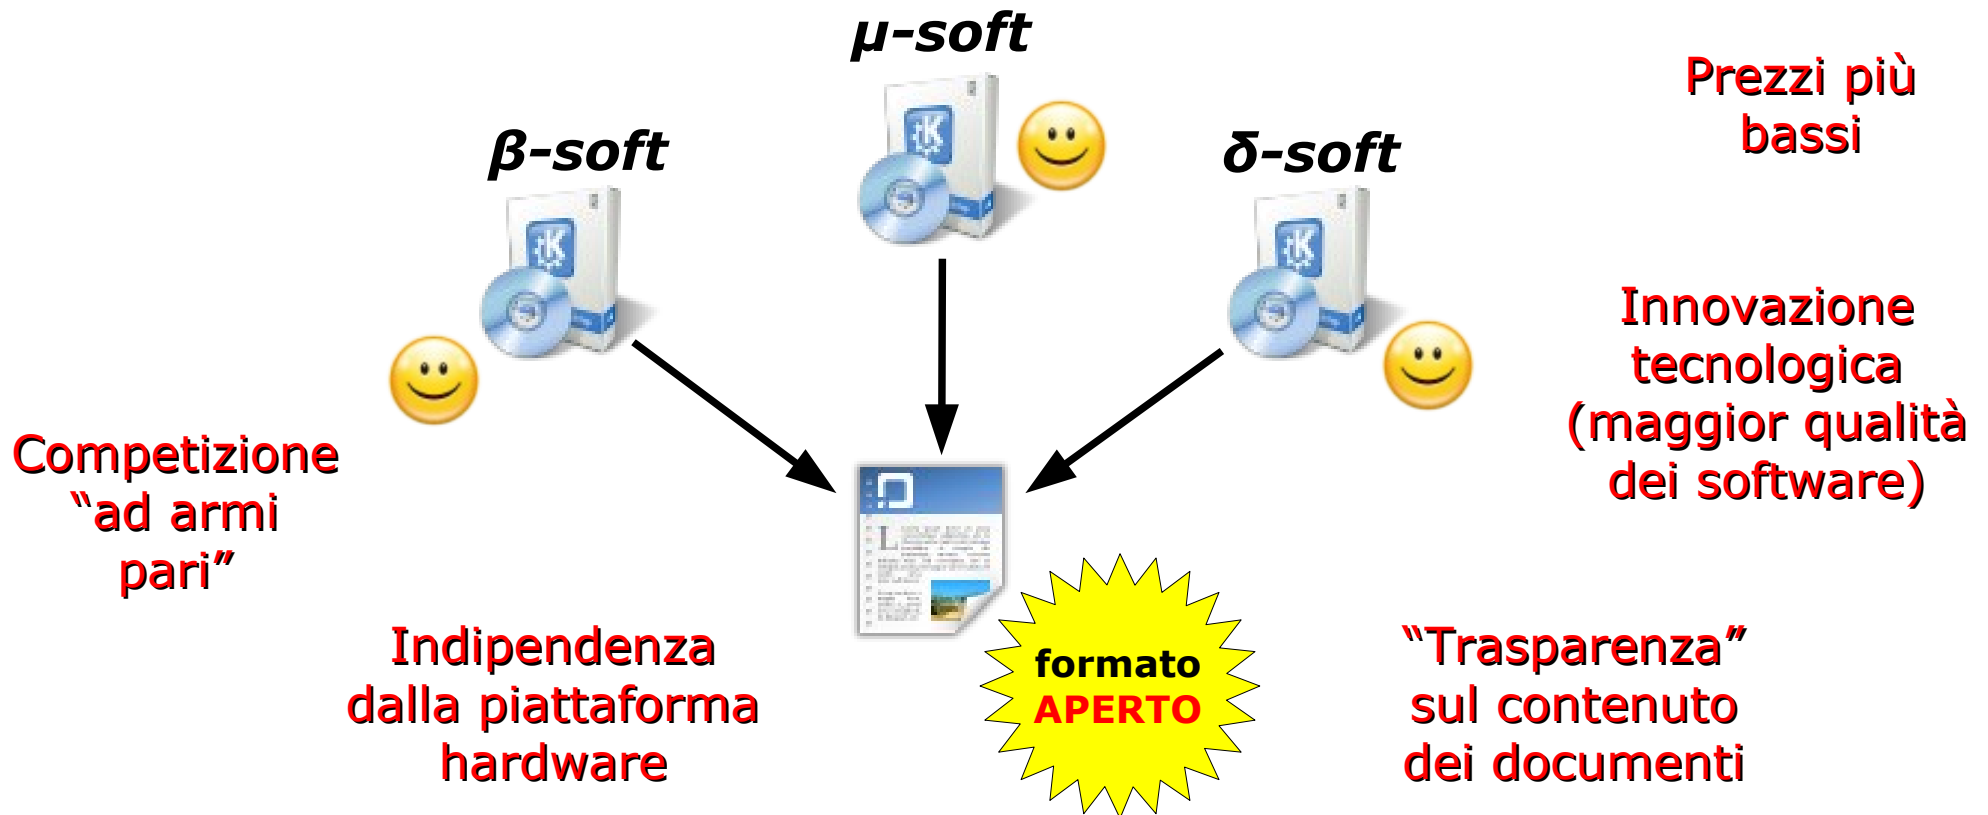 μ-soft
β-soft
δ-soft
Prezzi più
bassi
Innovazione
tecnologica
(maggior qualità
dei software)
Competizione
“ad armi
pari”
Indipendenza
dalla piattaforma
hardware
formato
APERTO
“Trasparenza”
sul contenuto
dei documenti